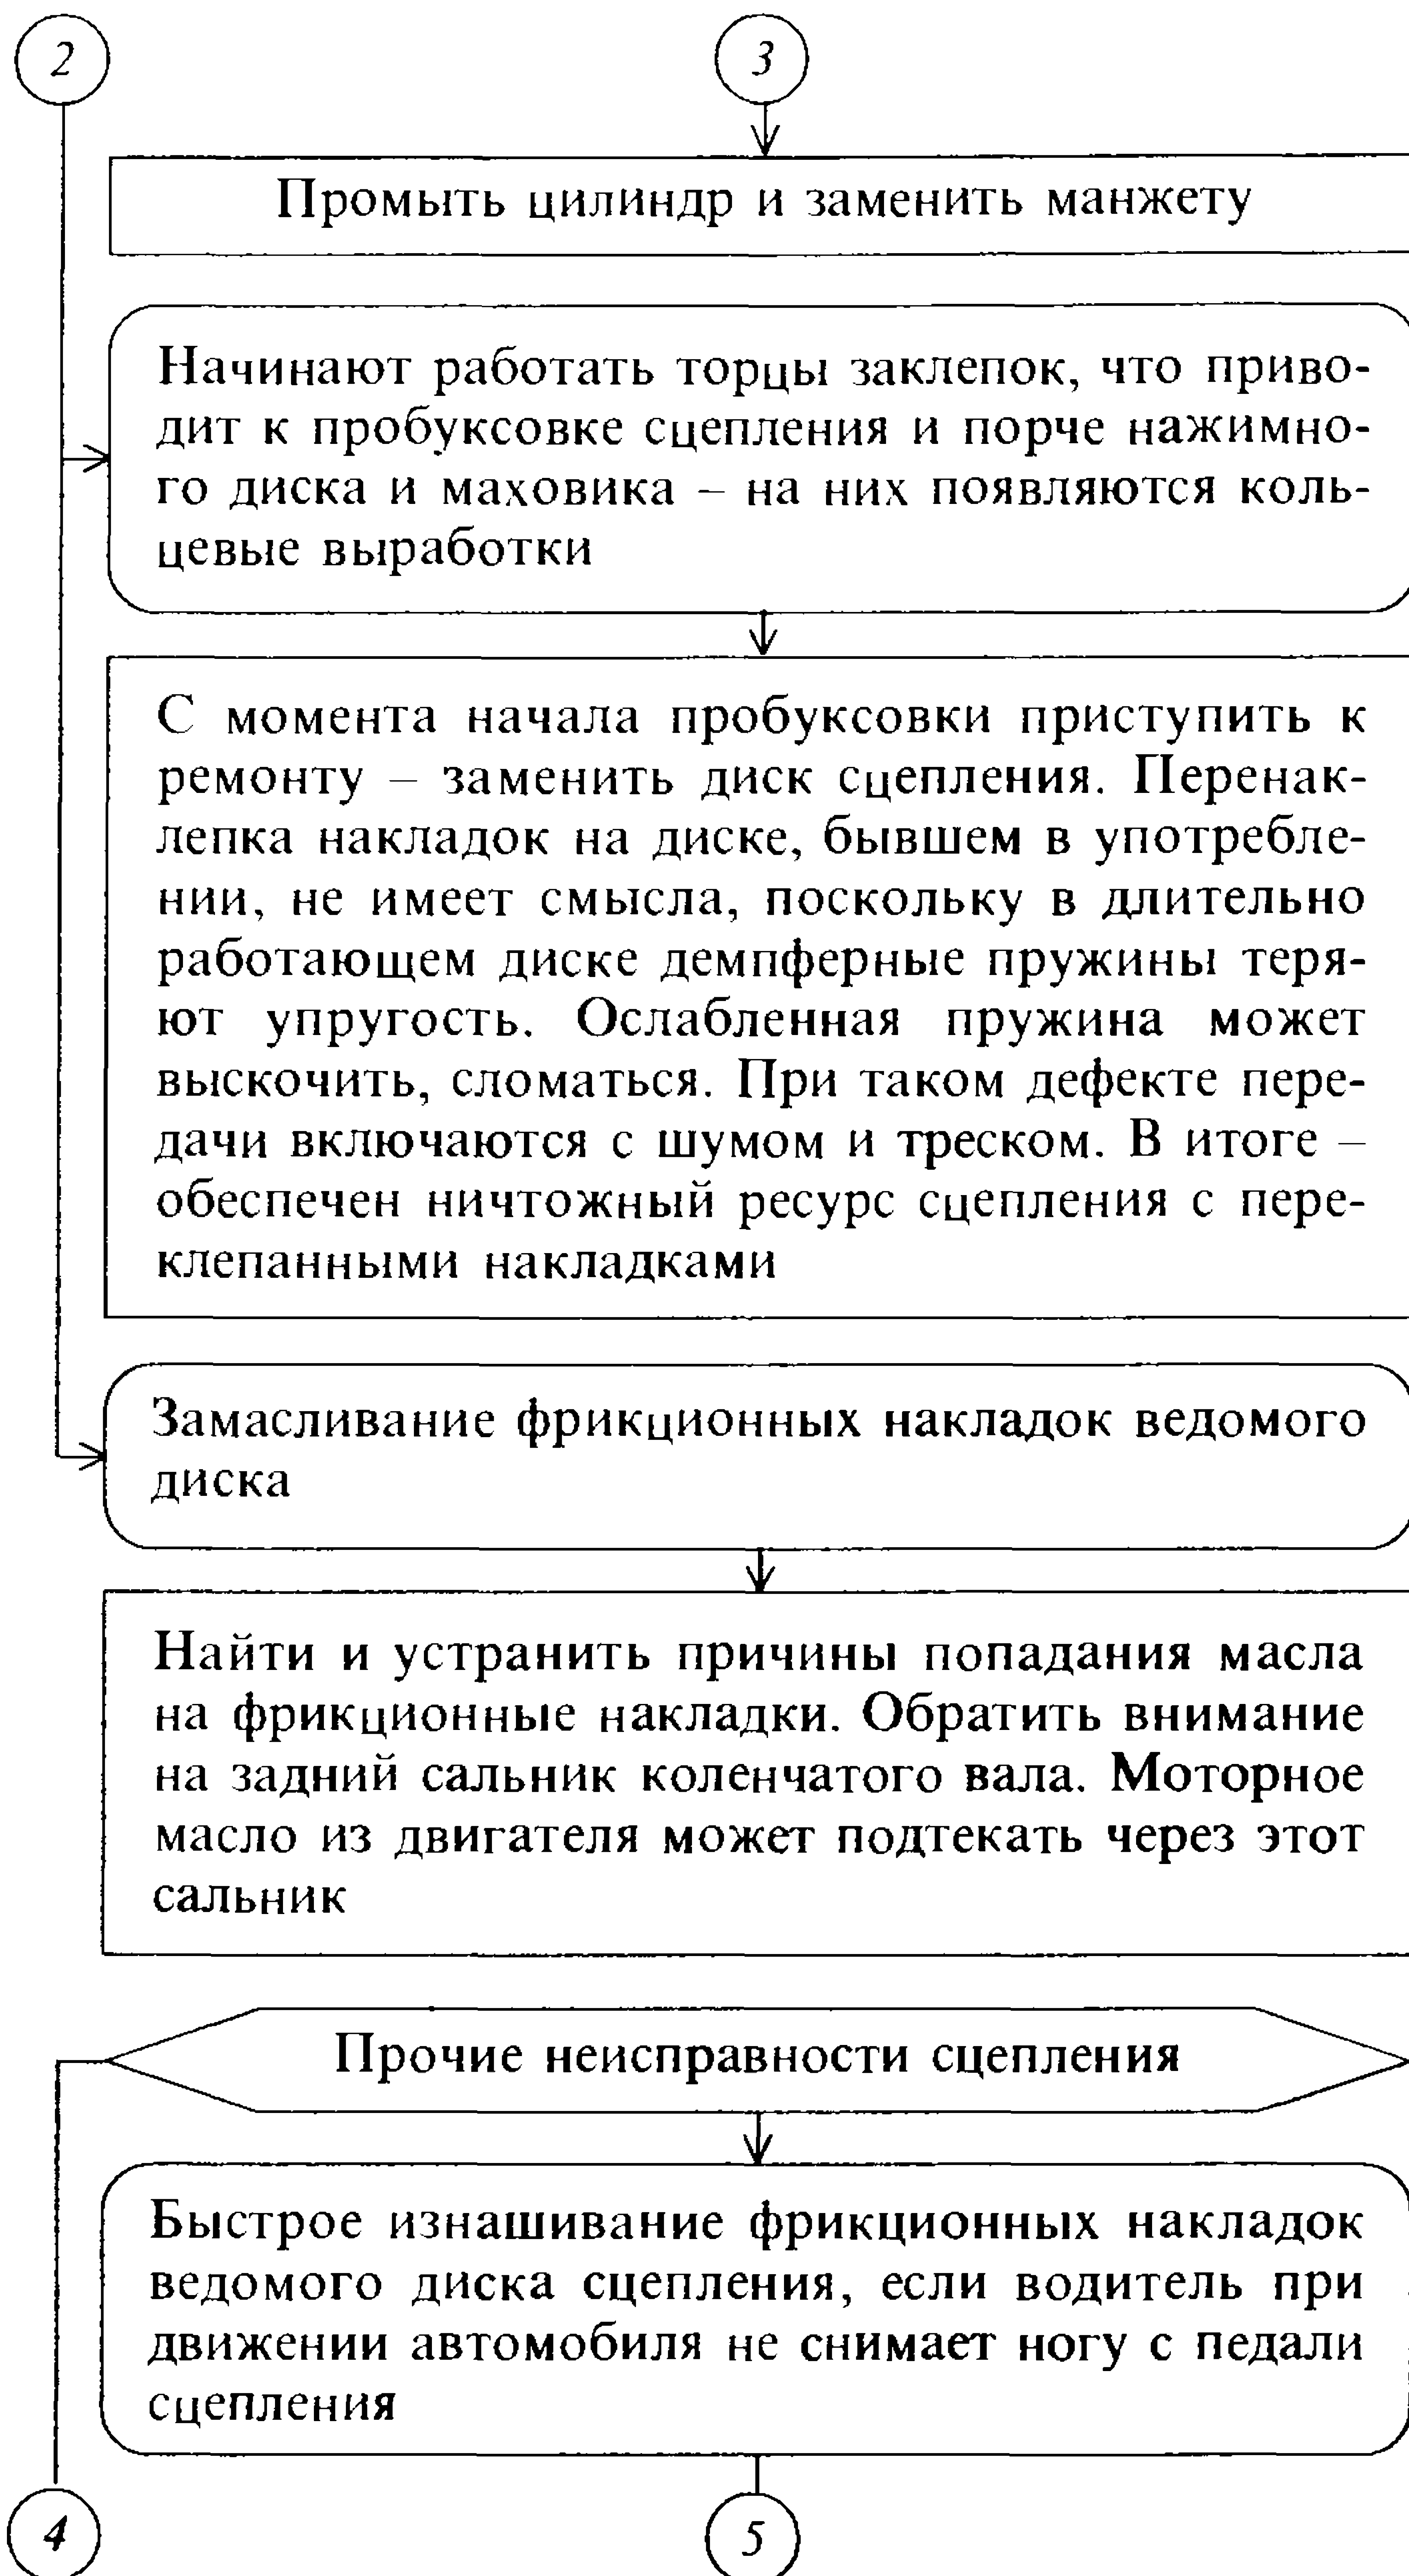 2
3
Промыть цилиндр и заменить манжету
Начинают работать торцы заклепок, что приво-
дит к пробуксовке сцепления и порче нажимно-
го диска и маховика – на них появляются коль-
цевые выработки
С момента начала пробуксовки приступить к
ремонту – заменить диск сцепления. Перенак-
лепка накладок на диске, бывшем в употребле-
нии, не имеет смысла, поскольку в длительно
работающем диске демпферные пружины теря-
ют упругость. Ослабленная пружина может
выскочить, сломаться. При таком дефекте пере-
дачи включаются с шумом и треском. В итоге –
обеспечен ничтожный ресурс сцепления с пере-
клепанными накладками
Замасливание фрикционных накладок ведомого
диска
Найти и устранить причины попадания масла
на фрикционные накладки. Обратить внимание
на задний сальник коленчатого вала. Моторное
масло из двигателя может подтекать через этот
сальник
Прочие неисправности сцепления
Быстрое изнашивание фрикционных накладок
ведомого диска сцепления, если водитель при
движении автомобиля не снимает ногу с педали
сцепления
4
5